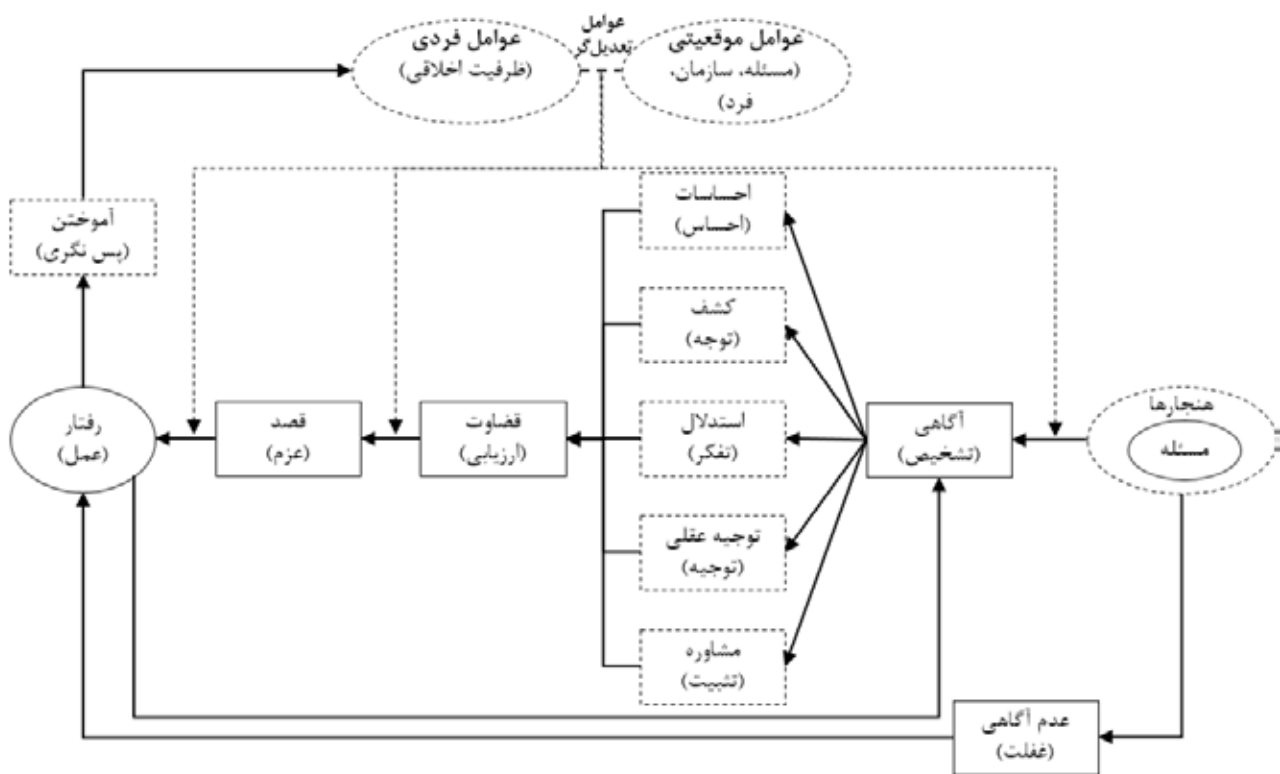 عوامل موقعیتی
(مسئله، سازمان،
فرد)
عوامل
تعدیل‌گر
عوامل فردی
(ظرفیت اخلاقی)
هنجارها
مسئله
آگاهی
(تشخیص)
احساسات
(احساس)
کشف
(توجه)
استدلال
(تفکر)
توجیه عقلی
(توجیه)
مشاوره
(تثبیت)
قضاوت
(ارزیابی)
قصد
(عزم)
رفتار
(عمل)
آموختن
(پس نگری)
عدم آگاهی
(غفلت)